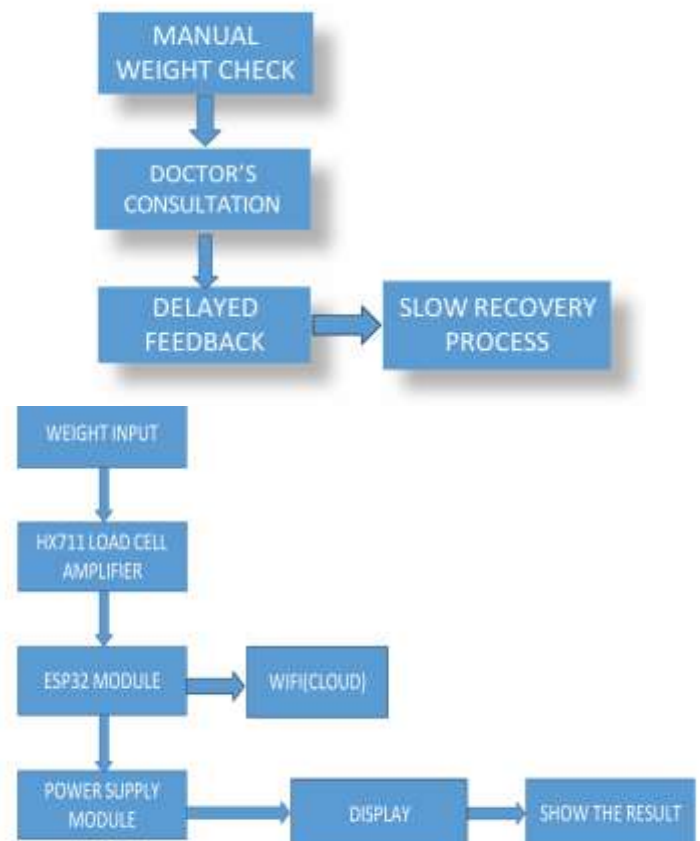 MANUAL
WEIGHT CHECK
DOCTOR'S
CONSULTATION
DELAYED
FEEDBACK
SLOW RECOVERY
PROCESS
WEIGHT INPUT
HX711 LOAD CELL
AMPLIFIER
ESP32 MODULE
WIFI(CLOUD)
POWER SUPPLY
MODULE
DISPLAY
SHOW THE RESULT